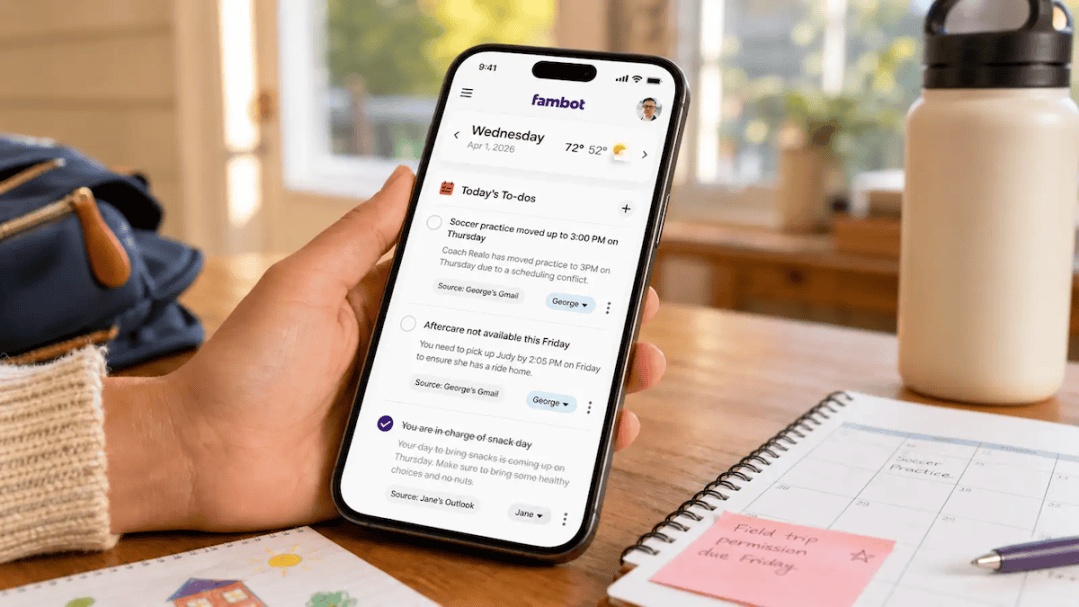 9:41
fambot
Wednesday
Apr 1, 2026
72° 52°
Today's To-dos
+
Soccer practice moved up to 3:00 PM on
Thursday
Coach Realo has moved practice to 3PM on
Thursday due to a scheduling conflict.
Source: George's Gmail
George
Aftercare not available this Friday
You need to pick up Judy by 2:05 PM on Friday
to ensure she has a ride home.
Source: George's Gmail
George
You are in charge of snack day
Your day to bring snacks is coming up on
Thursday. Make sure to bring some healthy
choices and no nuts.
Source: Jane's Outlook
Jane
Soccer
Practice
Field trip
permission
due Friday